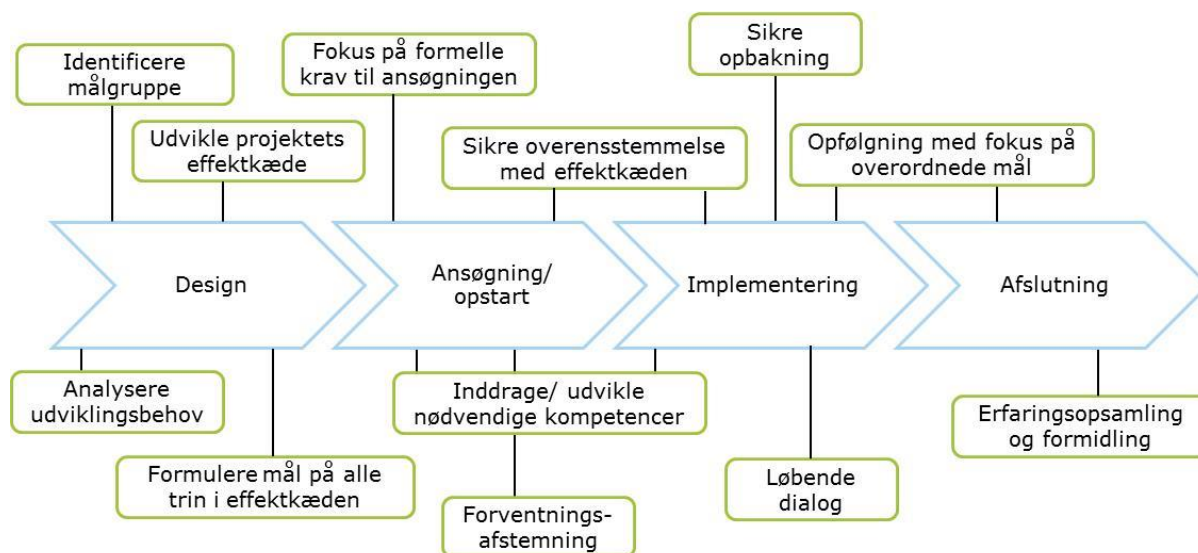 Identificere
målgruppe
Fokus på formelle
krav til ansøgningen
Sikre
opbakning
Udvikle projektets
effektkæde
Sikre overensstemmelse
med effektkæden
Opfølgning med fokus på
overordnede mål
Design
Ansøgning/
opstart
Implementering
Afslutning
Analysere
udviklingsbehov
Inddrage/ udvikle
nødvendige kompetencer
Erfaringsopsamling
og formidling
Formulere mål på alle
trin i effektkæden
Forventnings-
afstemning
Løbende
dialog